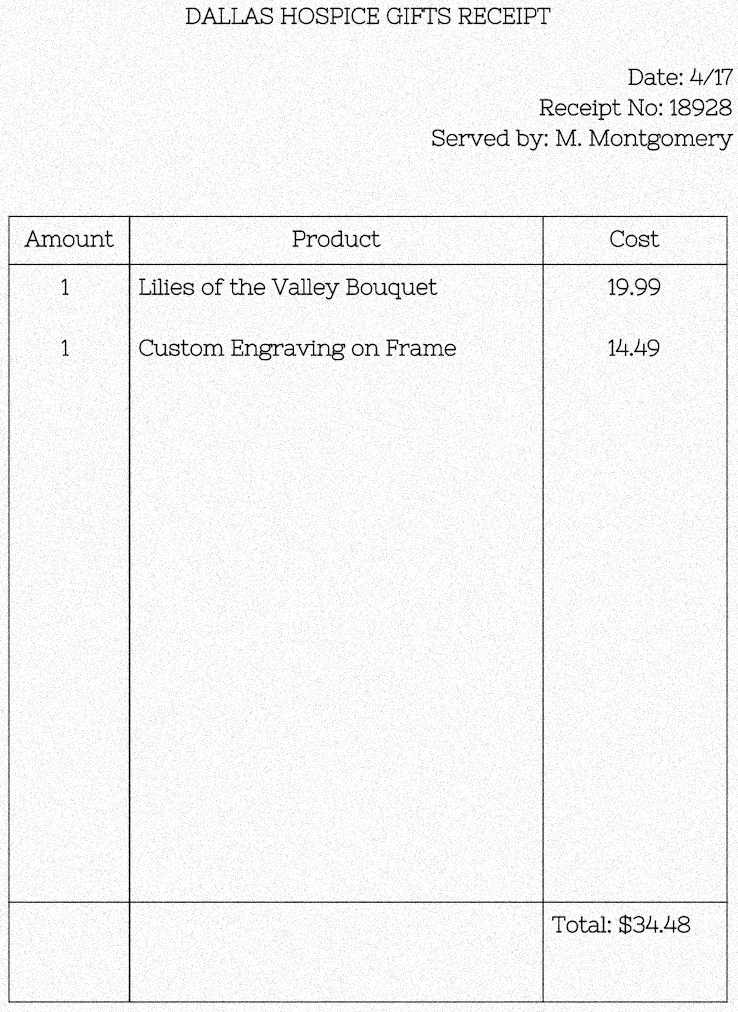 DALLAS HOSPICE GIFTS RECEIPT
Date: 4/17
Receipt No: 18928
Served by: M. Montgomery
Amount Product Cost
1 Lilies of the Valley Bouquet 19.99
1 Custom Engraving on Frame 14.49
Total: $34.48